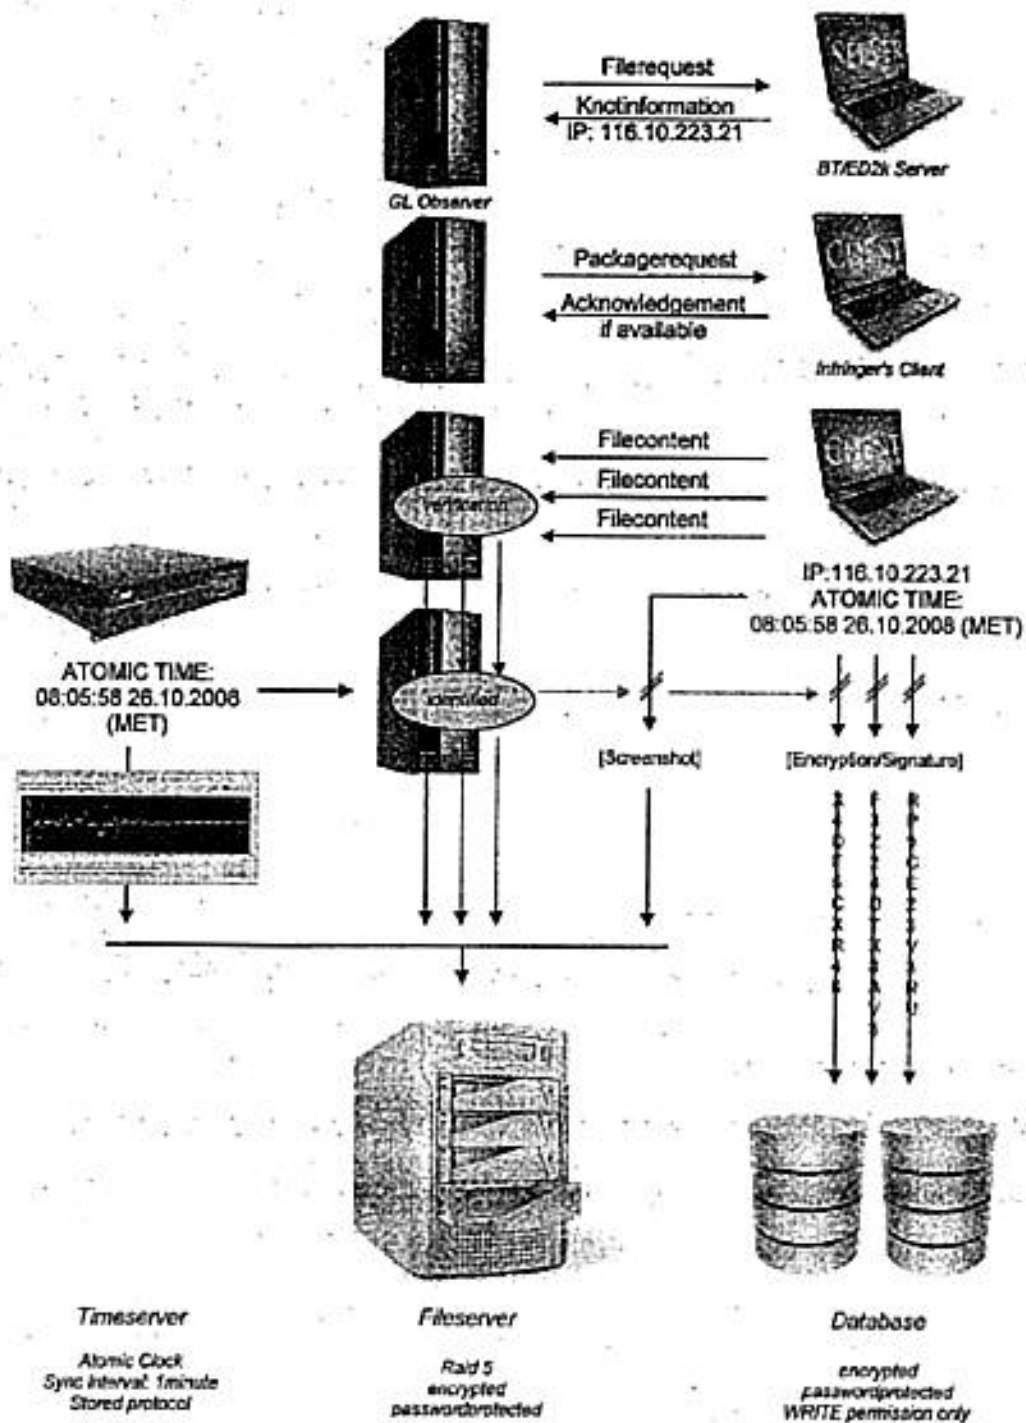 Filerequest
Knotinformation
IP: 116.10.223.21
BT/ED2k Server
GL Observer
Packagerequest
Acknowledgement
if available
Infringer's Client
Filecontent
Filecontent
Filecontent
verification
IP:116.10.223.21
ATOMIC TIME:
08:05:58 26.10.2008 (MET)
ATOMIC TIME:
08:05:58 26.10.2008
(MET)
identified
[Screenshot]
[Encryption/Signature]
Timeserver
Atomic Clock
Sync Interval: 1minute
Stored protocol
Fileserver
Raid 5
encrypted
passwordprotected
Database
encrypted
passwordprotected
WRITE permission only